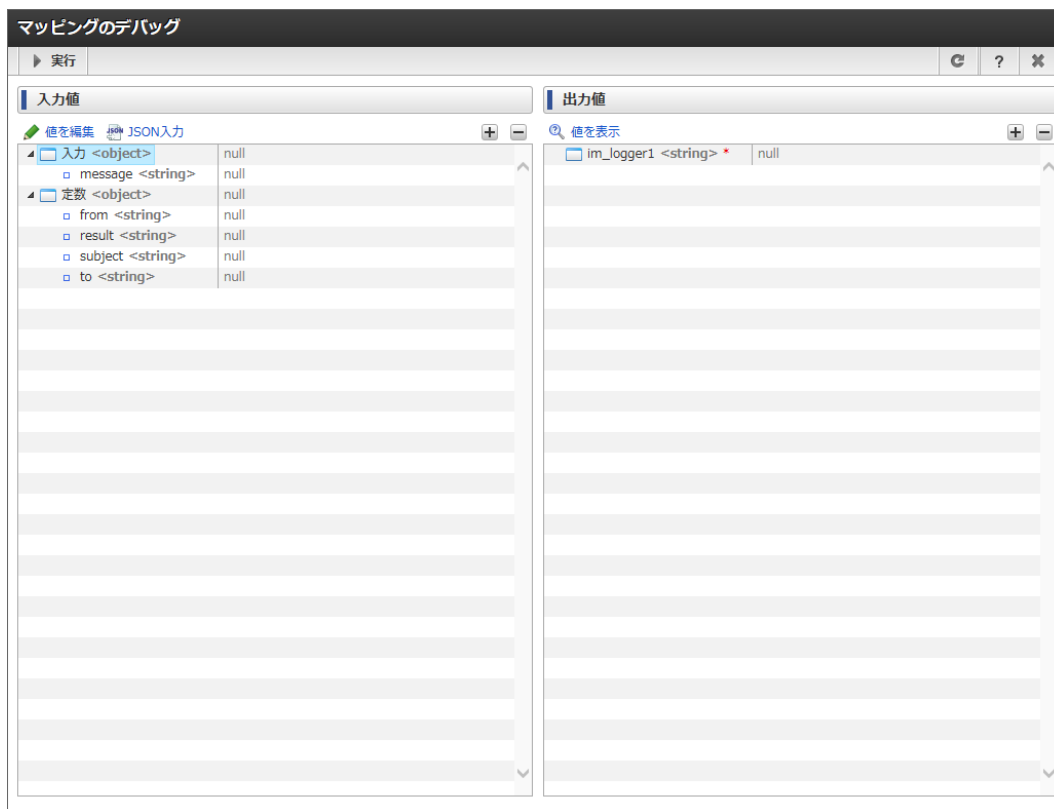 マッピングのデバッグ
実行 ?
入力値
値を編集 JSON JSON入力
入力 <object> null
message <string> null
定数 <object> null
from <string> null
result <string> null
subject <string> null
to <string> null
出力値
値を表示
im_logger1 <string> * null